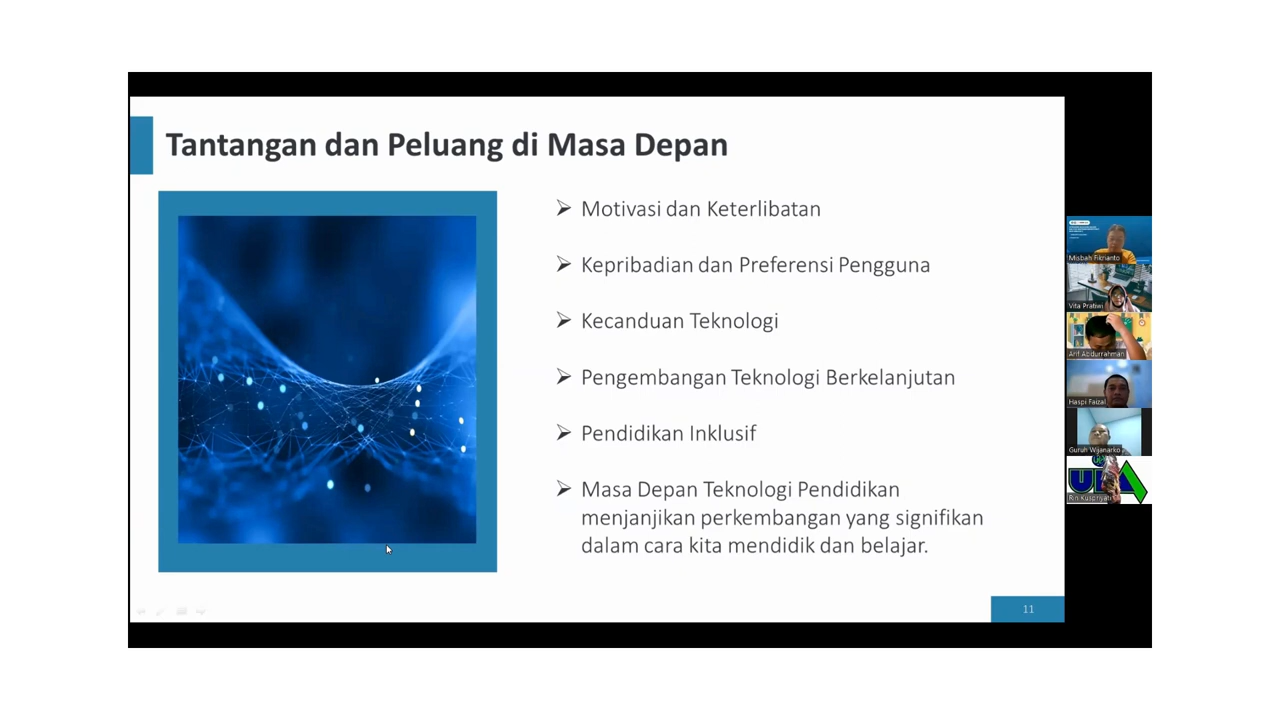 Tantangan dan Peluang di Masa Depan
Motivasi dan Keterlibatan
Kepribadian dan Preferensi Pengguna
Kecanduan Teknologi
Pengembangan Teknologi Berkelanjutan
Pendidikan Inklusif
Masa Depan Teknologi Pendidikan
menjanjikan perkembangan yang signifikan
dalam cara kita mendidik dan belajar.
11
Misbah Fikrianto
Vita Pratiwi
Arif Abdurrahman
Haspi Faizal
Guruh Wijanarko
Rin Kuspriyati